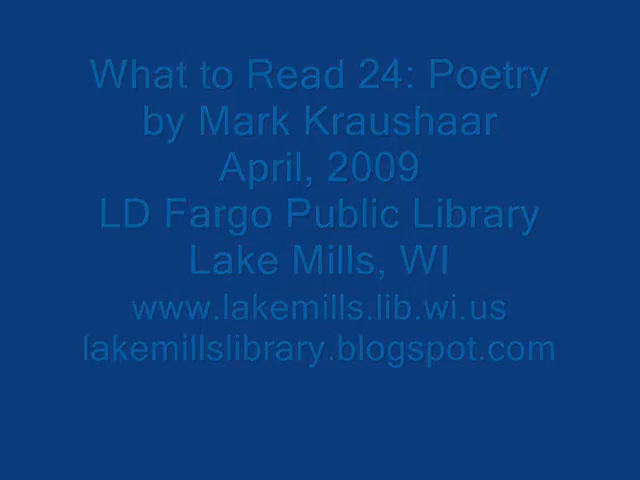 What to Read 24: Poetry
by Mark Kraushaar
April, 2009
LD Fargo Public Library
Lake Mills, WI
www.lakemills.lib.wi.us
lakemillslibrary.blogspot.com